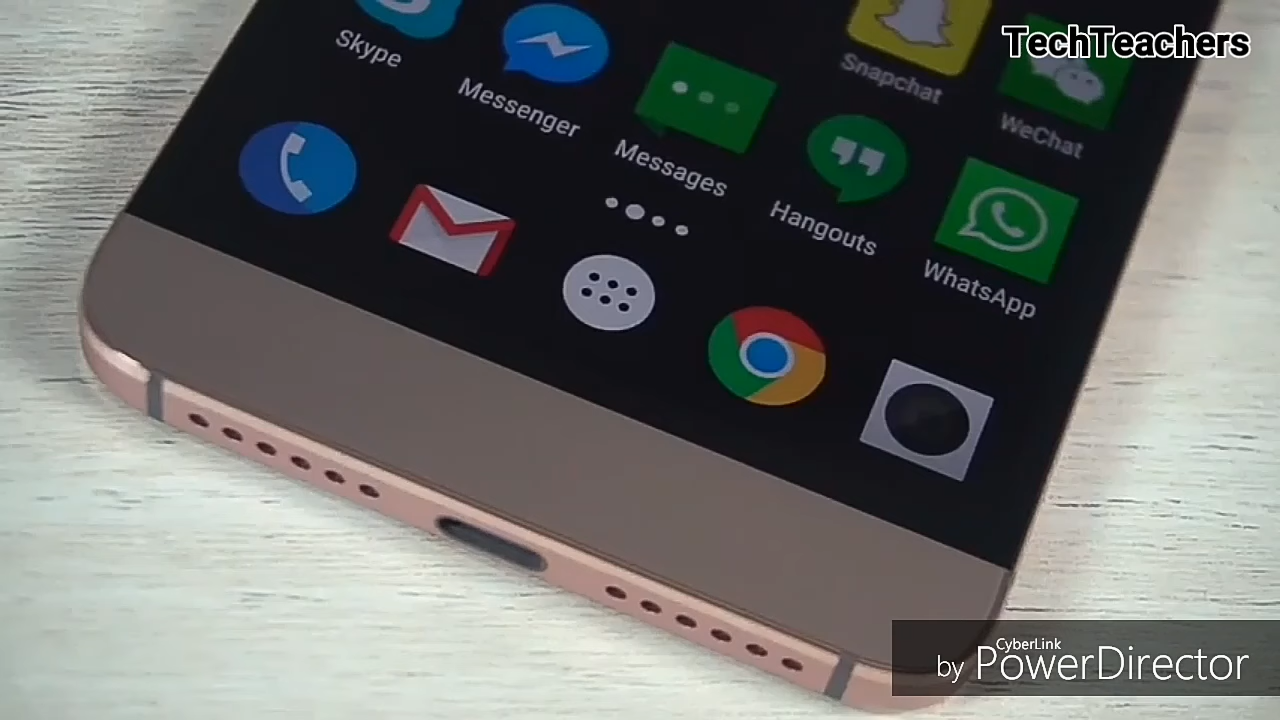 TechTeachers
Skype
Messenger
Messages
Snapchat
WeChat
Hangouts
WhatsApp
CyberLink
by PowerDirector